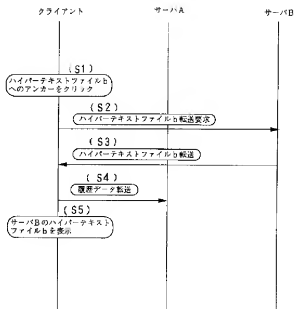 クライアント
サーバA
サーバB
(S1)
ハイパーテキストファイルb
へのアンカーをクリック
(S2)
ハイパーテキストファイルb転送要求
(S3)
ハイパーテキストファイルb転送
(S4)
履歴データ転送
(S5)
サーバBのハイパーテキスト
ファイルbを表示